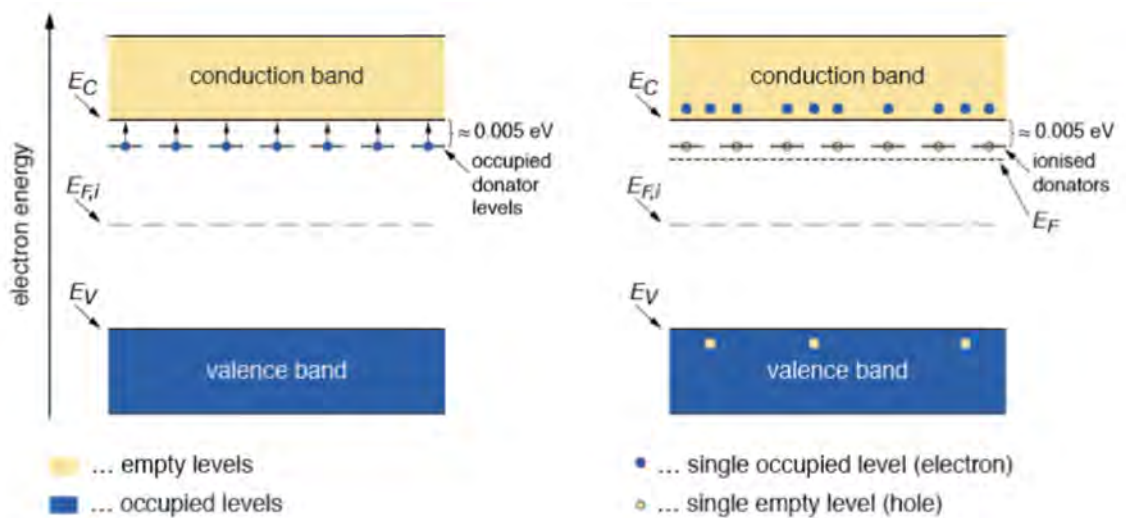 electron energy
conduction band
E_C
≈ 0.005 eV
occupied
donator
levels
E_F,i
E_V
valence band
... empty levels
... occupied levels
conduction band
E_C
≈ 0.005 eV
ionised
donators
E_F,i
E_F
E_V
valence band
... single occupied level (electron)
... single empty level (hole)